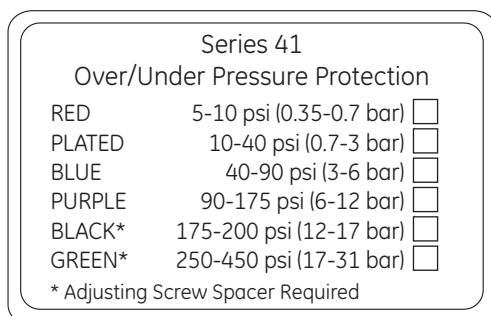 Series 41
Over/Under Pressure Protection
RED 5-10 psi (0.35-0.7 bar)
PLATED 10-40 psi (0.7-3 bar)
BLUE 40-90 psi (3-6 bar)
PURPLE 90-175 psi (6-12 bar)
BLACK* 175-200 psi (12-17 bar)
GREEN* 250-450 psi (17-31 bar)
* Adjusting Screw Spacer Required